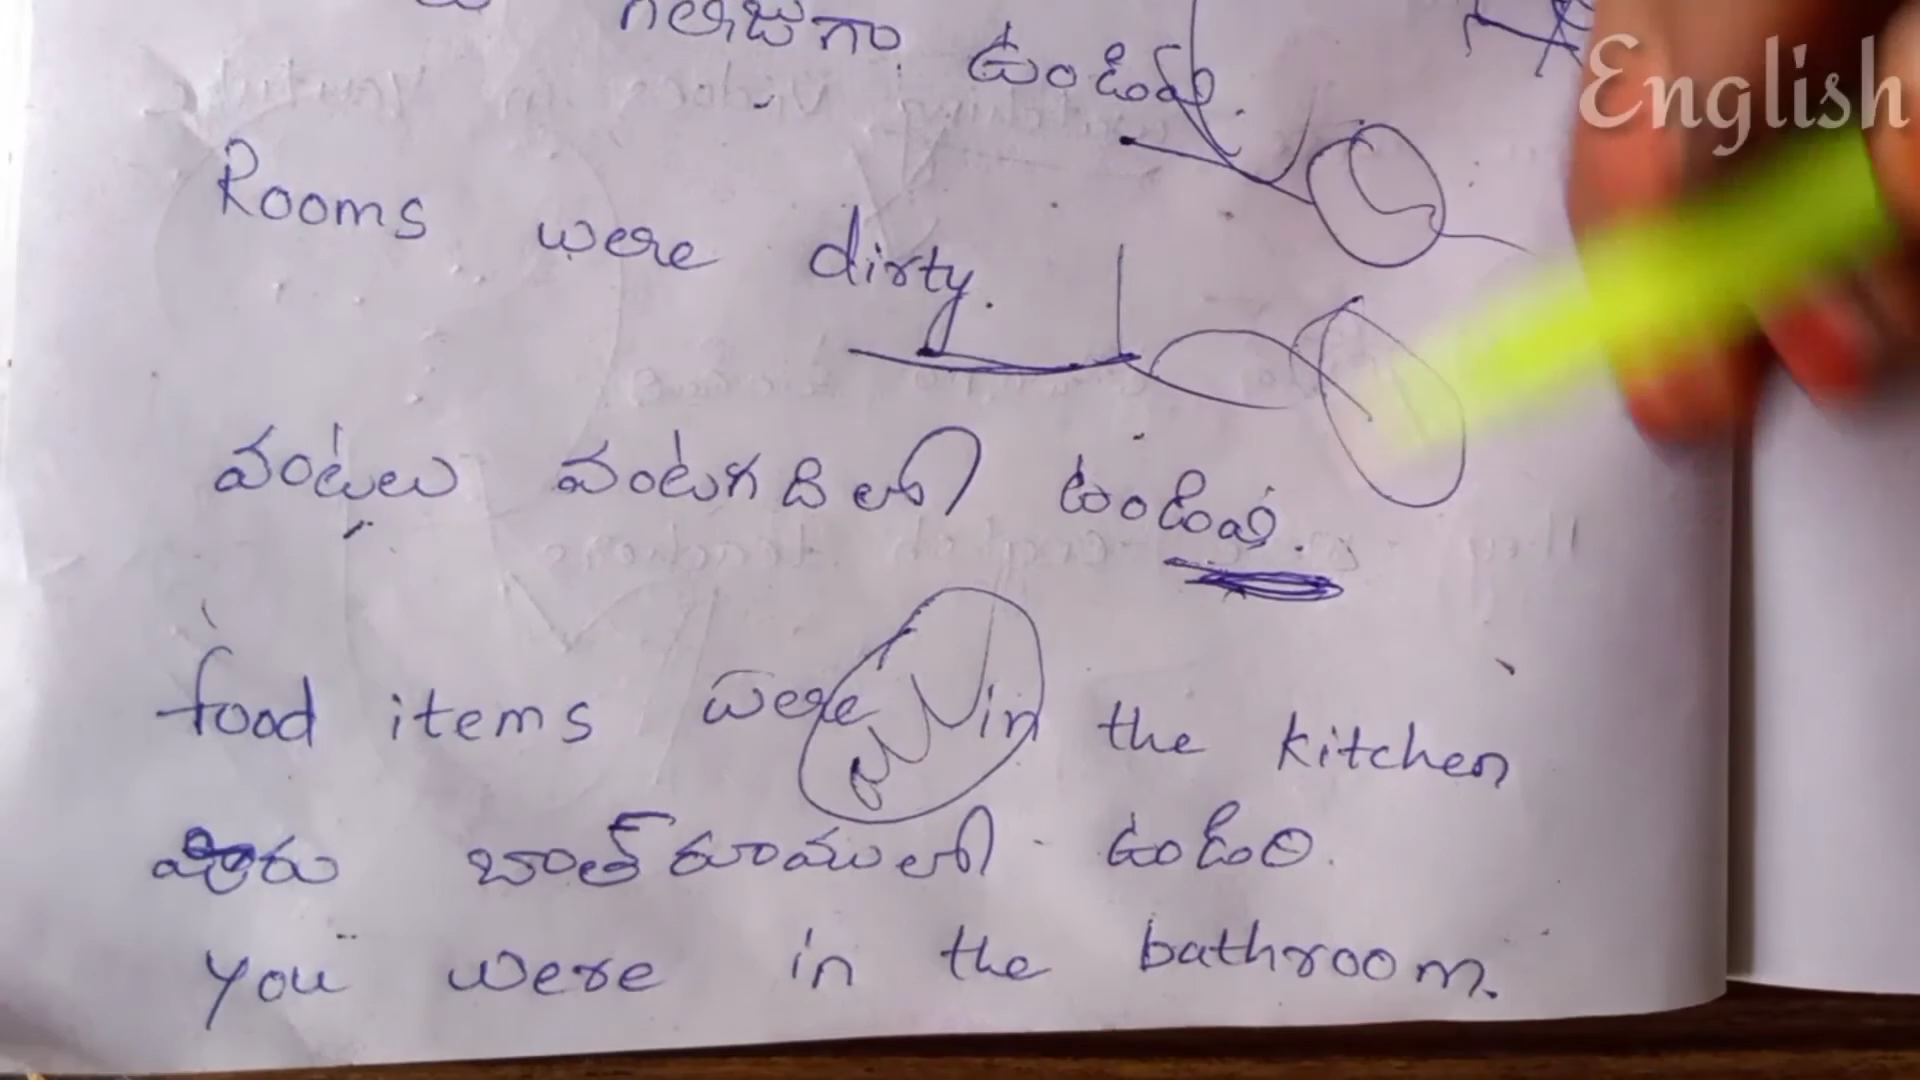 గలీజుగా ఉండేవి.
English
Rooms were dirty.
వంటలు వంటగదిలో ఉండేవి.
food items were in the kitchen
మీరు బాత్రూములో ఉండిరి.
you were in the bathroom.